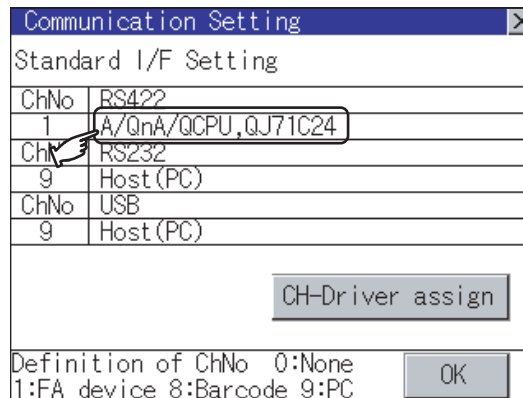 Communication Setting
Standard I/F Setting
ChNo RS422
1 A/QnA/QCPU,QJ71C24
Ch RS232
9 Host(PC)
ChNo USB
9 Host(PC)
CH-Driver assign
Definition of ChNo 0:None
1:FA device 8:Barcode 9:PC
OK